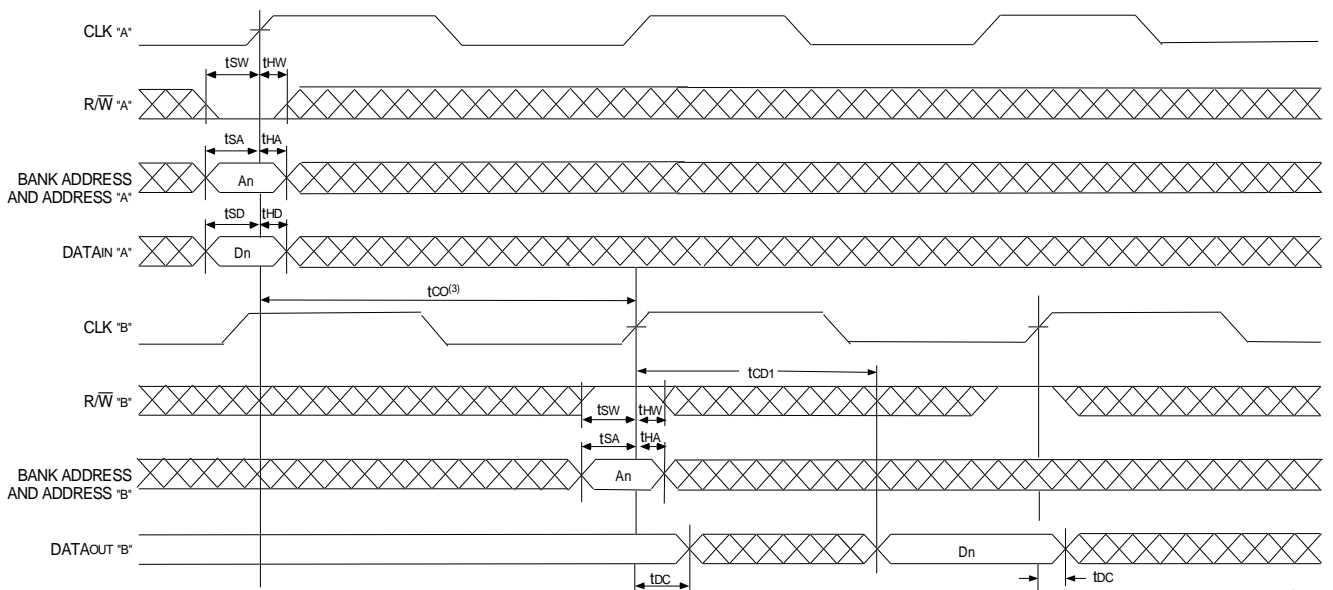 CLK "A"
tSW tHW
R/W̅ "A"
tSA tHA
BANK ADDRESS
AND ADDRESS "A"
An
tSD tHD
DATAIN "A"
Dn
tCO(3)
CLK "B"
tCD1
R/W̅ "B"
tSW tHW
tSA tHA
BANK ADDRESS
AND ADDRESS "B"
An
DATAOUT "B"
Dn
tDC
tDC